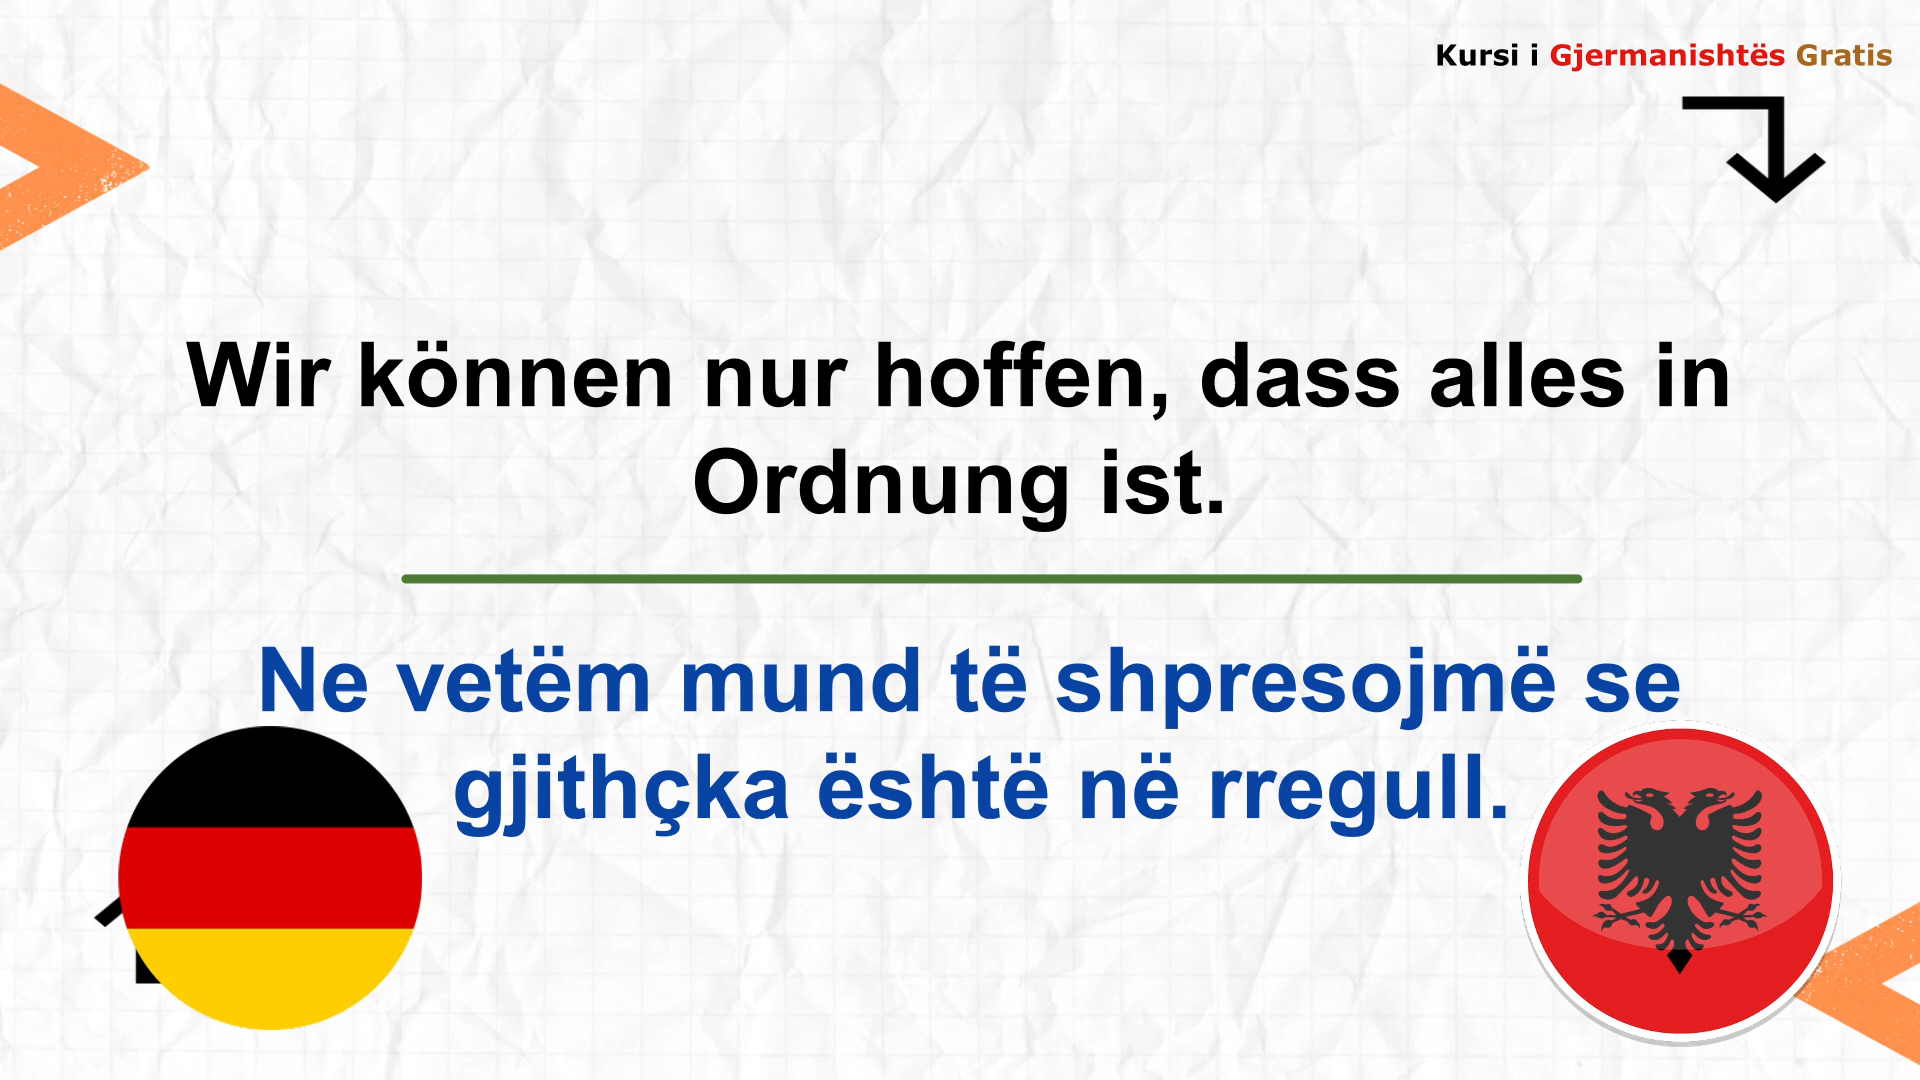 Kursi i Gjermanishtës Gratis
Wir können nur hoffen, dass alles in
Ordnung ist.
Ne vetëm mund të shpresojmë se
gjithçka është në rregull.